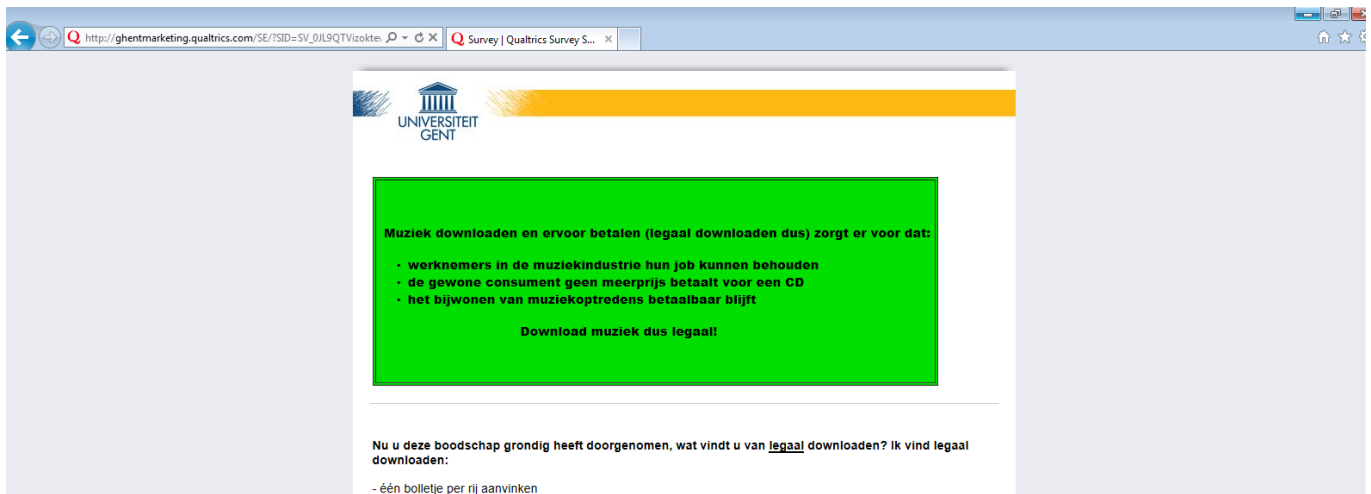 http://ghentmarketing.qualtrics.com/SE/?SID=SV_0JL9QTVizokte
Survey | Qualtrics Survey S...
UNIVERSITEIT
GENT
Muziek downloaden en ervoor betalen (legaal downloaden dus) zorgt er voor dat:
· werknemers in de muziekindustrie hun job kunnen behouden
· de gewone consument geen meerprijs betaalt voor een CD
· het bijwonen van muziekoptredens betaalbaar blijft
Download muziek dus legaal!
Nu u deze boodschap grondig heeft doorgenomen, wat vindt u van legaal downloaden? Ik vind legaal
downloaden:
- één bolletje per rij aanvinken